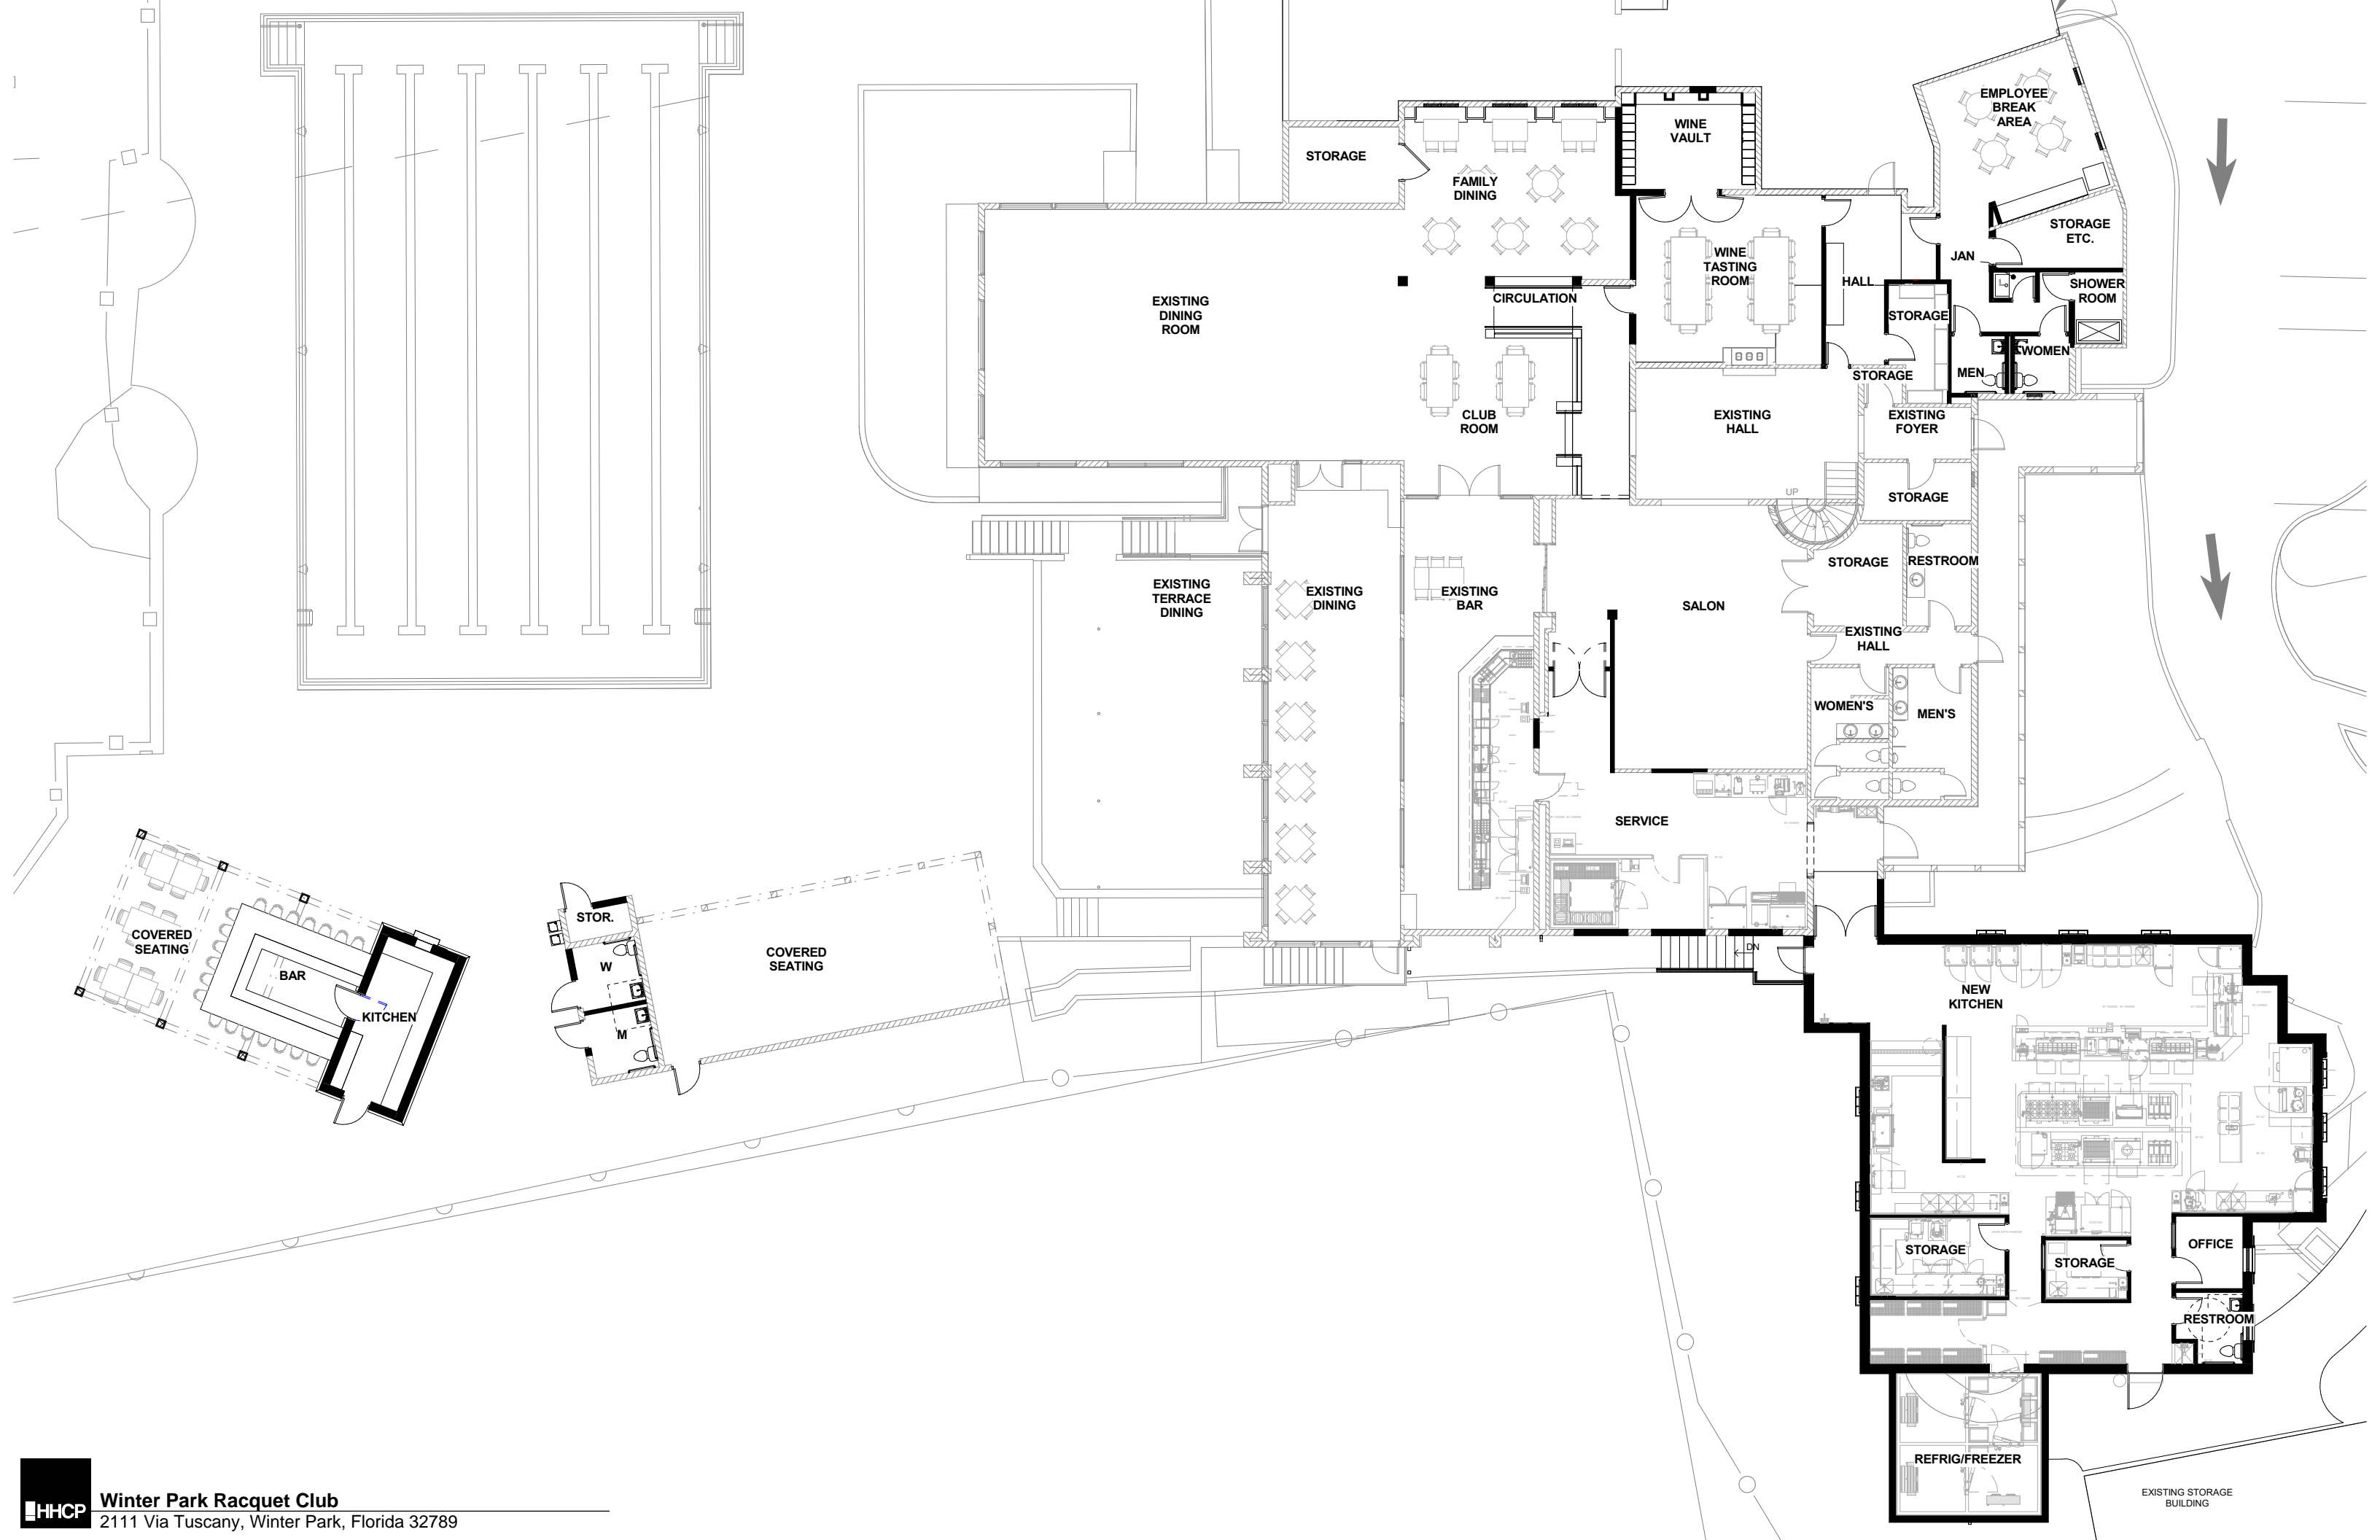 EMPLOYEE
BREAK
AREA
WINE
VAULT
STORAGE
FAMILY
DINING
STORAGE
ETC.
WINE
TASTING
ROOM
JAN
HALL
SHOWER
ROOM
CIRCULATION
EXISTING
DINING
ROOM
STORAGE
WOMEN
MEN
STORAGE
CLUB
ROOM
EXISTING
HALL
EXISTING
FOYER
UP
STORAGE
STORAGE
RESTROOM
EXISTING
TERRACE
DINING
EXISTING
DINING
EXISTING
BAR
SALON
EXISTING
HALL
WOMEN'S
MEN'S
SERVICE
STOR.
COVERED
SEATING
COVERED
SEATING
BAR
W
KITCHEN
M
DN
NEW
KITCHEN
STORAGE
STORAGE
OFFICE
RESTROOM
REFRIG/FREEZER
EXISTING STORAGE
BUILDING
HHCP
Winter Park Racquet Club
2111 Via Tuscany, Winter Park, Florida 32789